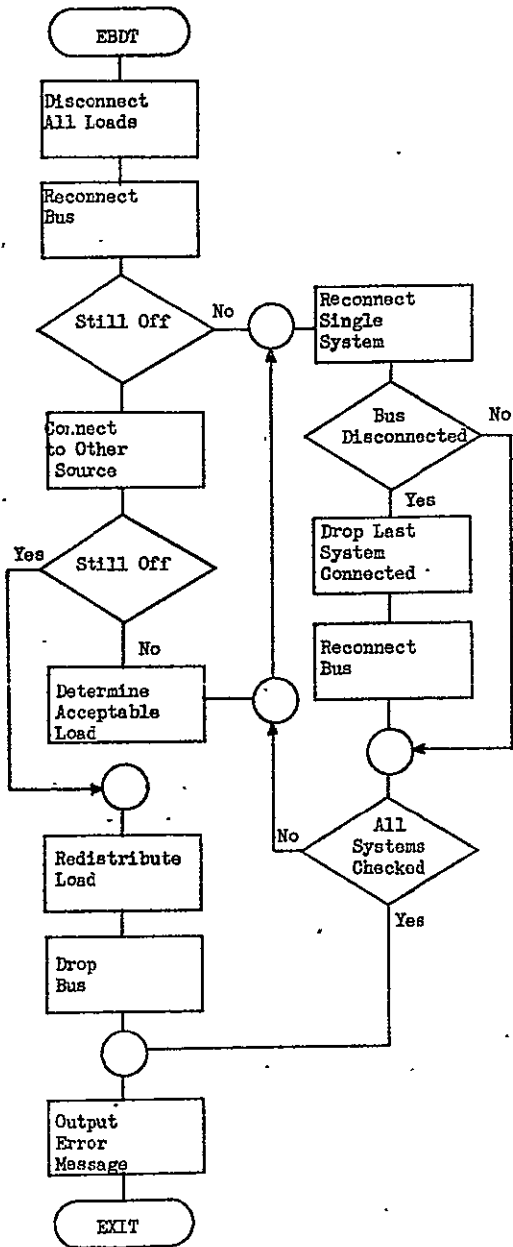 EBDT
Disconnect
All Loads
Reconnect
Bus
Still Off
No
Reconnect
Single
System
Bus
Disconnected
No
Yes
Connect
to Other
Source
Drop Last
System
Connected
Still Off
Yes
No
Reconnect
Bus
Determine
Acceptable
Load
All
Systems
Checked
No
Yes
Redistribute
Load
Drop
Bus
Output
Error
Message
EXIT